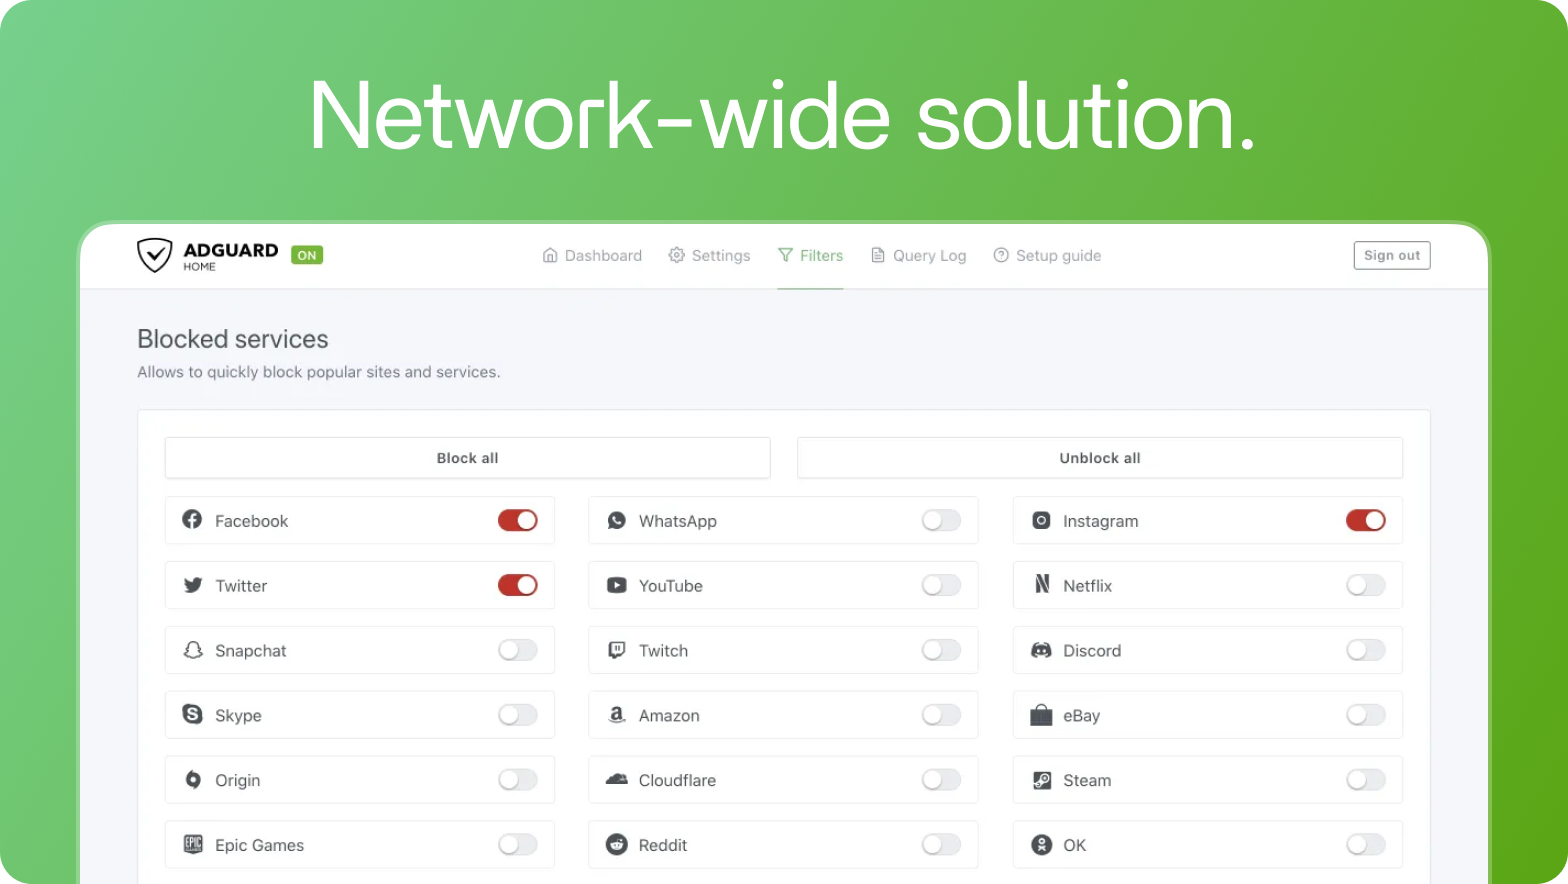 Network-wide solution.
ADGUARD
HOME
ON
Dashboard
Settings
Filters
Query Log
Setup guide
Sign out
Blocked services
Allows to quickly block popular sites and services.
Block all
Unblock all
Facebook
WhatsApp
Instagram
Twitter
YouTube
Netflix
Snapchat
Twitch
Discord
Skype
Amazon
eBay
Origin
Cloudflare
Steam
Epic Games
Reddit
OK